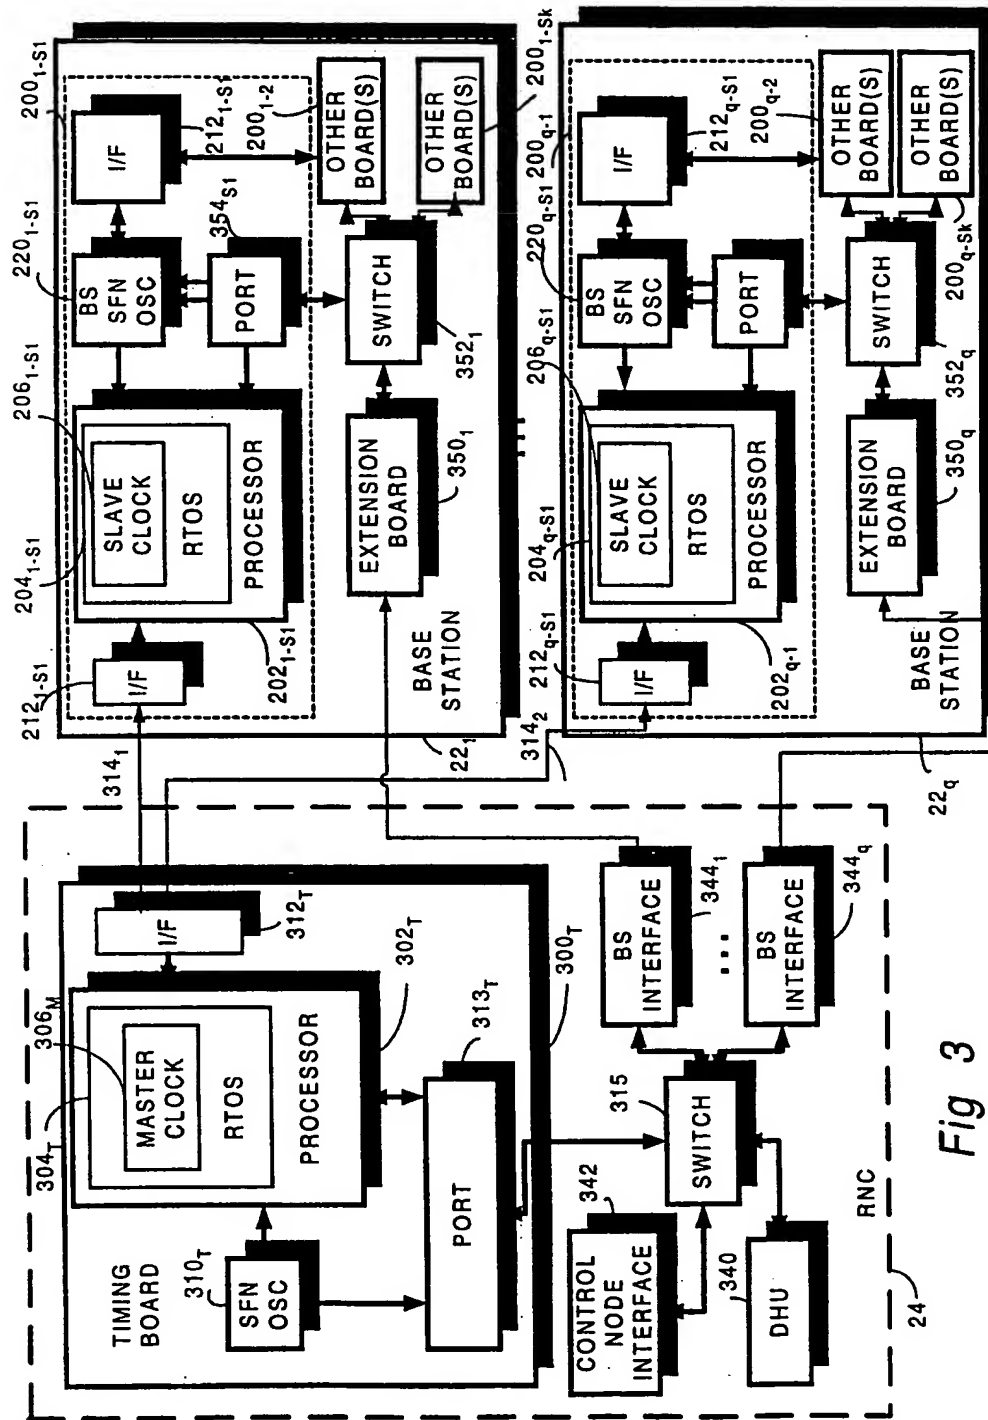 200₁₋S1
212₁₋S1
200₁₋₂
I/F
OTHER
BOARD(S)
OTHER
BOARD(S)
200₁₋Sk
220₁₋S1
BS
SFN
OSC
354S1
PORT
SWITCH
352₁
206₁₋S1
204₁₋S1
SLAVE
CLOCK
RTOS
PROCESSOR
EXTENSION
BOARD
350₁
212₁₋S1
I/F
202₁₋S1
BASE
STATION
22₁
314₁
...
200q-1
212q-S1
200q-2
I/F
OTHER
BOARD(S)
OTHER
BOARD(S)
200q-Sk
220q-S1
BS
SFN
OSC
PORT
SWITCH
352q
206q-S1
204q-S1
SLAVE
CLOCK
RTOS
PROCESSOR
EXTENSION
BOARD
350q
212q-S1
I/F
202q-1
BASE
STATION
22q
314₂
304T
306M
MASTER
CLOCK
RTOS
PROCESSOR
302T
I/F
312T
TIMING
BOARD
310T
SFN
OSC
PORT
313T
300T
BS
INTERFACE
344₁
...
BS
INTERFACE
344q
315
SWITCH
342
CONTROL
NODE
INTERFACE
340
DHU
RNC
24
Fig 3